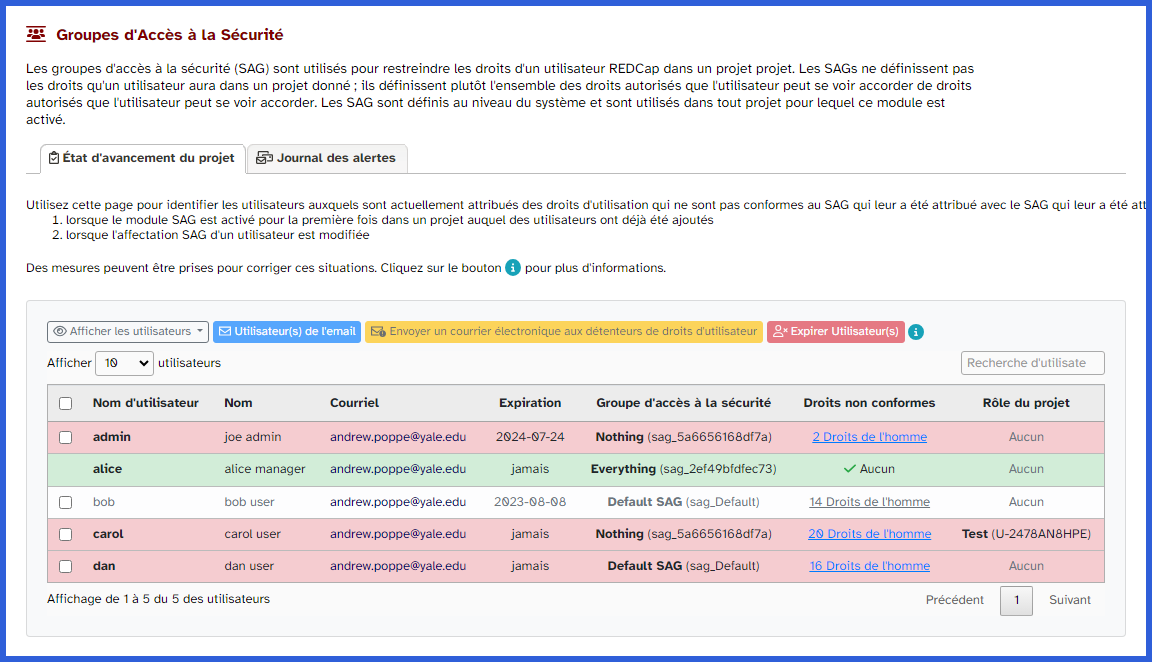 Groupes d'Accès à la Sécurité
Les groupes d'accès à la sécurité (SAG) sont utilisés pour restreindre les droits d'un utilisateur REDCap dans un projet projet. Les SAGs ne définissent pas
les droits qu'un utilisateur aura dans un projet donné ; ils définissent plutôt l'ensemble des droits autorisés que l'utilisateur peut se voir accorder de droits
autorisés que l'utilisateur peut se voir accorder. Les SAG sont définis au niveau du système et sont utilisés dans tout projet pour lequel ce module est
activé.
État d'avancement du projet Journal des alertes
Utilisez cette page pour identifier les utilisateurs auxquels sont actuellement attribués des droits d'utilisation qui ne sont pas conformes au SAG qui leur a été attribué avec le SAG qui leur a été att
1. lorsque le module SAG est activé pour la première fois dans un projet auquel des utilisateurs ont déjà été ajoutés
2. lorsque l'affectation SAG d'un utilisateur est modifiée
Des mesures peuvent être prises pour corriger ces situations. Cliquez sur le bouton i pour plus d'informations.
Afficher les utilisateurs Utilisateur(s) de l'email Envoyer un courrier électronique aux détenteurs de droits d'utilisateur Expirer Utilisateur(s) i
Afficher 10 utilisateurs Recherche d'utilisate
Nom d'utilisateur Nom Courriel Expiration Groupe d'accès à la sécurité Droits non conformes Rôle du projet
admin joe admin andrew.poppe@yale.edu 2024-07-24 Nothing (sag_5a6656168df7a) 2 Droits de l'homme Aucun
alice alice manager andrew.poppe@yale.edu jamais Everything (sag_2ef49bfdfec73) Aucun Aucun
bob bob user andrew.poppe@yale.edu 2023-08-08 Default SAG (sag_Default) 14 Droits de l'homme Aucun
carol carol user andrew.poppe@yale.edu jamais Nothing (sag_5a6656168df7a) 20 Droits de l'homme Test (U-2478AN8HPE)
dan dan user andrew.poppe@yale.edu jamais Default SAG (sag_Default) 16 Droits de l'homme Aucun
Affichage de 1 à 5 du 5 des utilisateurs Précédent 1 Suivant